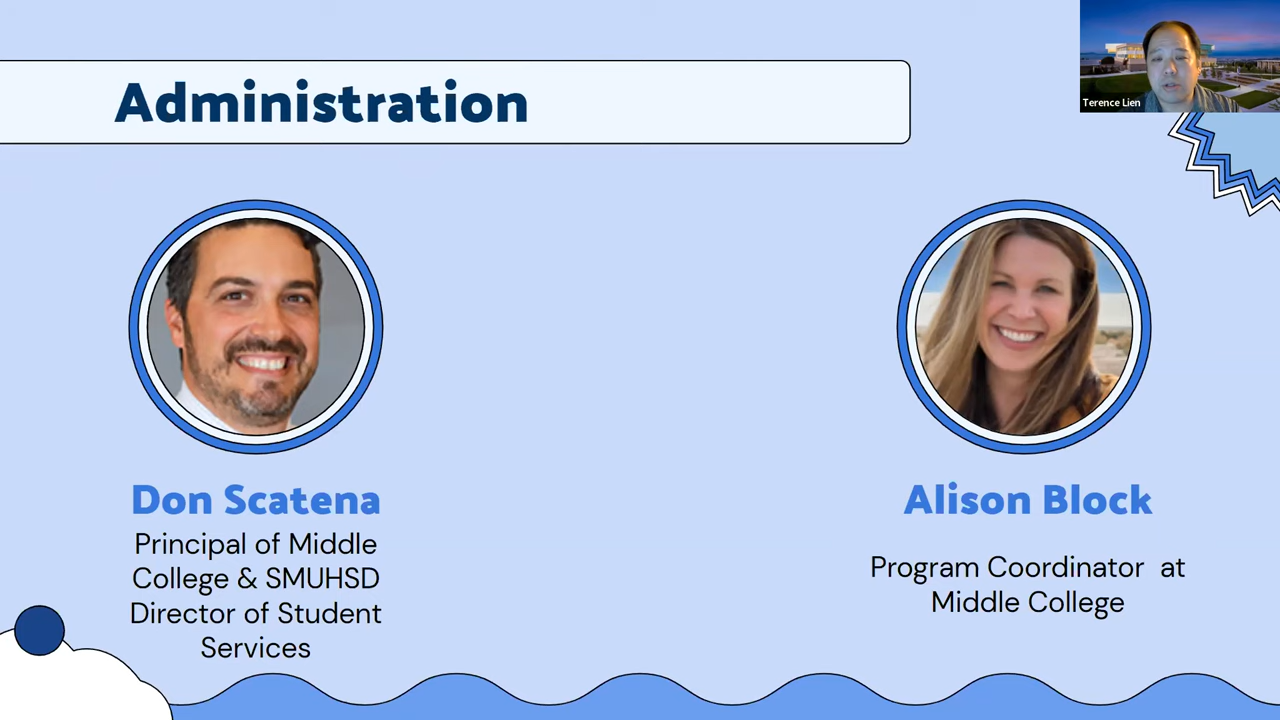 Administration
Terence Lien
Don Scatena
Principal of Middle
College & SMUHSD
Director of Student
Services
Alison Block
Program Coordinator at
Middle College